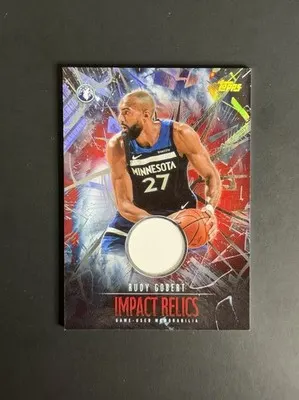 TOPPS
MINNESOTA
27
RUDY GOBERT
IMPACT RELICS
GAME-USED MEMORABILIA